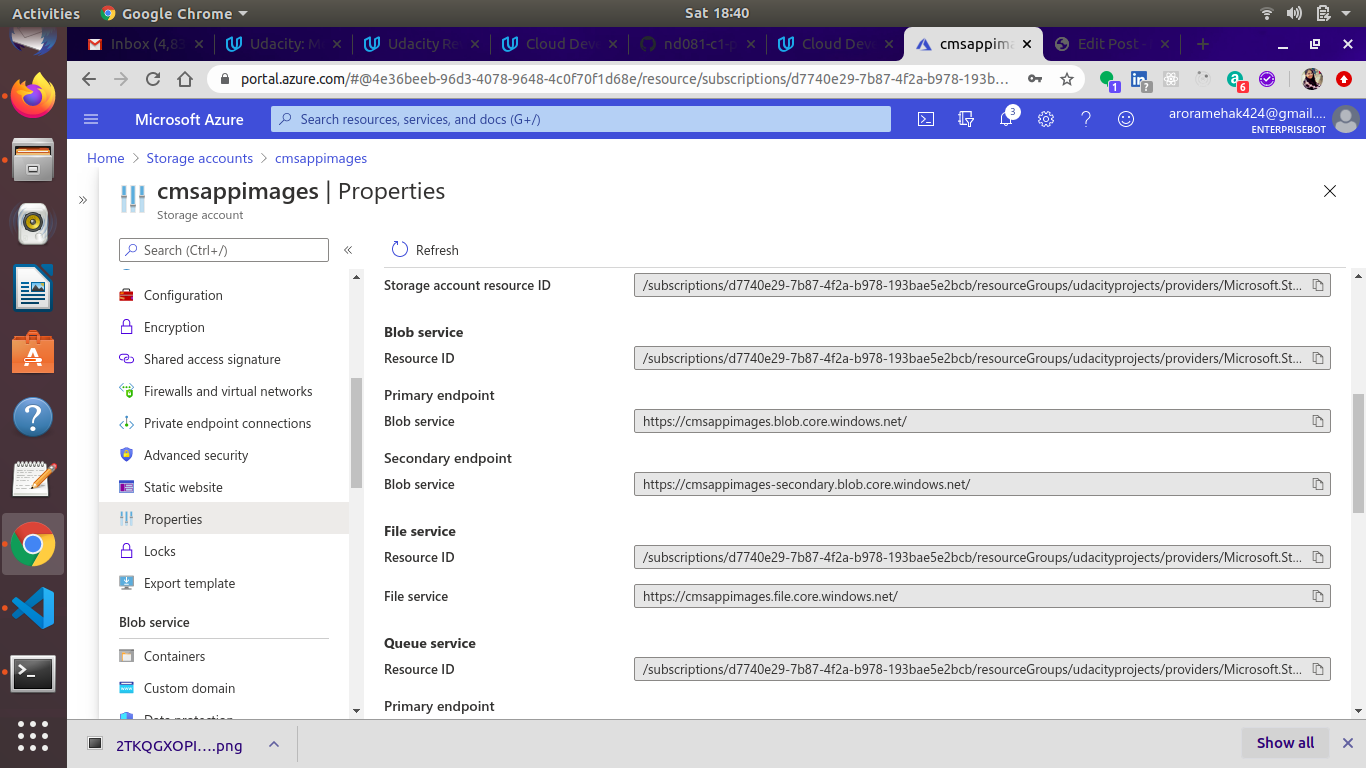 Activities Google Chrome Sat 18:40
Inbox (4,83 Udacity: M Udacity Re Cloud Deve nd081-c1-p Cloud Deve cmsappim Edit Post -
portal.azure.com/#@4e36beeb-96d3-4078-9648-4c0f70f1d68e/resource/subscriptions/d7740e29-7b87-4f2a-b978-193b... 1 ? 6
Microsoft Azure Search resources, services, and docs (G+/) 3 aroramehak424@gmail....
ENTERPRISEBOT
Home > Storage accounts > cmsappimages
cmsappimages | Properties
Storage account
Search (Ctrl+/)
Refresh
Configuration
Encryption
Shared access signature
Firewalls and virtual networks
Private endpoint connections
Advanced security
Static website
Properties
Locks
Export template
Blob service
Containers
Custom domain
Data protection
Storage account resource ID /subscriptions/d7740e29-7b87-4f2a-b978-193bae5e2bcb/resourceGroups/udacityprojects/providers/Microsoft.St...
Blob service
Resource ID /subscriptions/d7740e29-7b87-4f2a-b978-193bae5e2bcb/resourceGroups/udacityprojects/providers/Microsoft.St...
Primary endpoint
Blob service https://cmsappimages.blob.core.windows.net/
Secondary endpoint
Blob service https://cmsappimages-secondary.blob.core.windows.net/
File service
Resource ID /subscriptions/d7740e29-7b87-4f2a-b978-193bae5e2bcb/resourceGroups/udacityprojects/providers/Microsoft.St...
File service https://cmsappimages.file.core.windows.net/
Queue service
Resource ID /subscriptions/d7740e29-7b87-4f2a-b978-193bae5e2bcb/resourceGroups/udacityprojects/providers/Microsoft.St...
Primary endpoint
2TKQGXOPI....png Show all